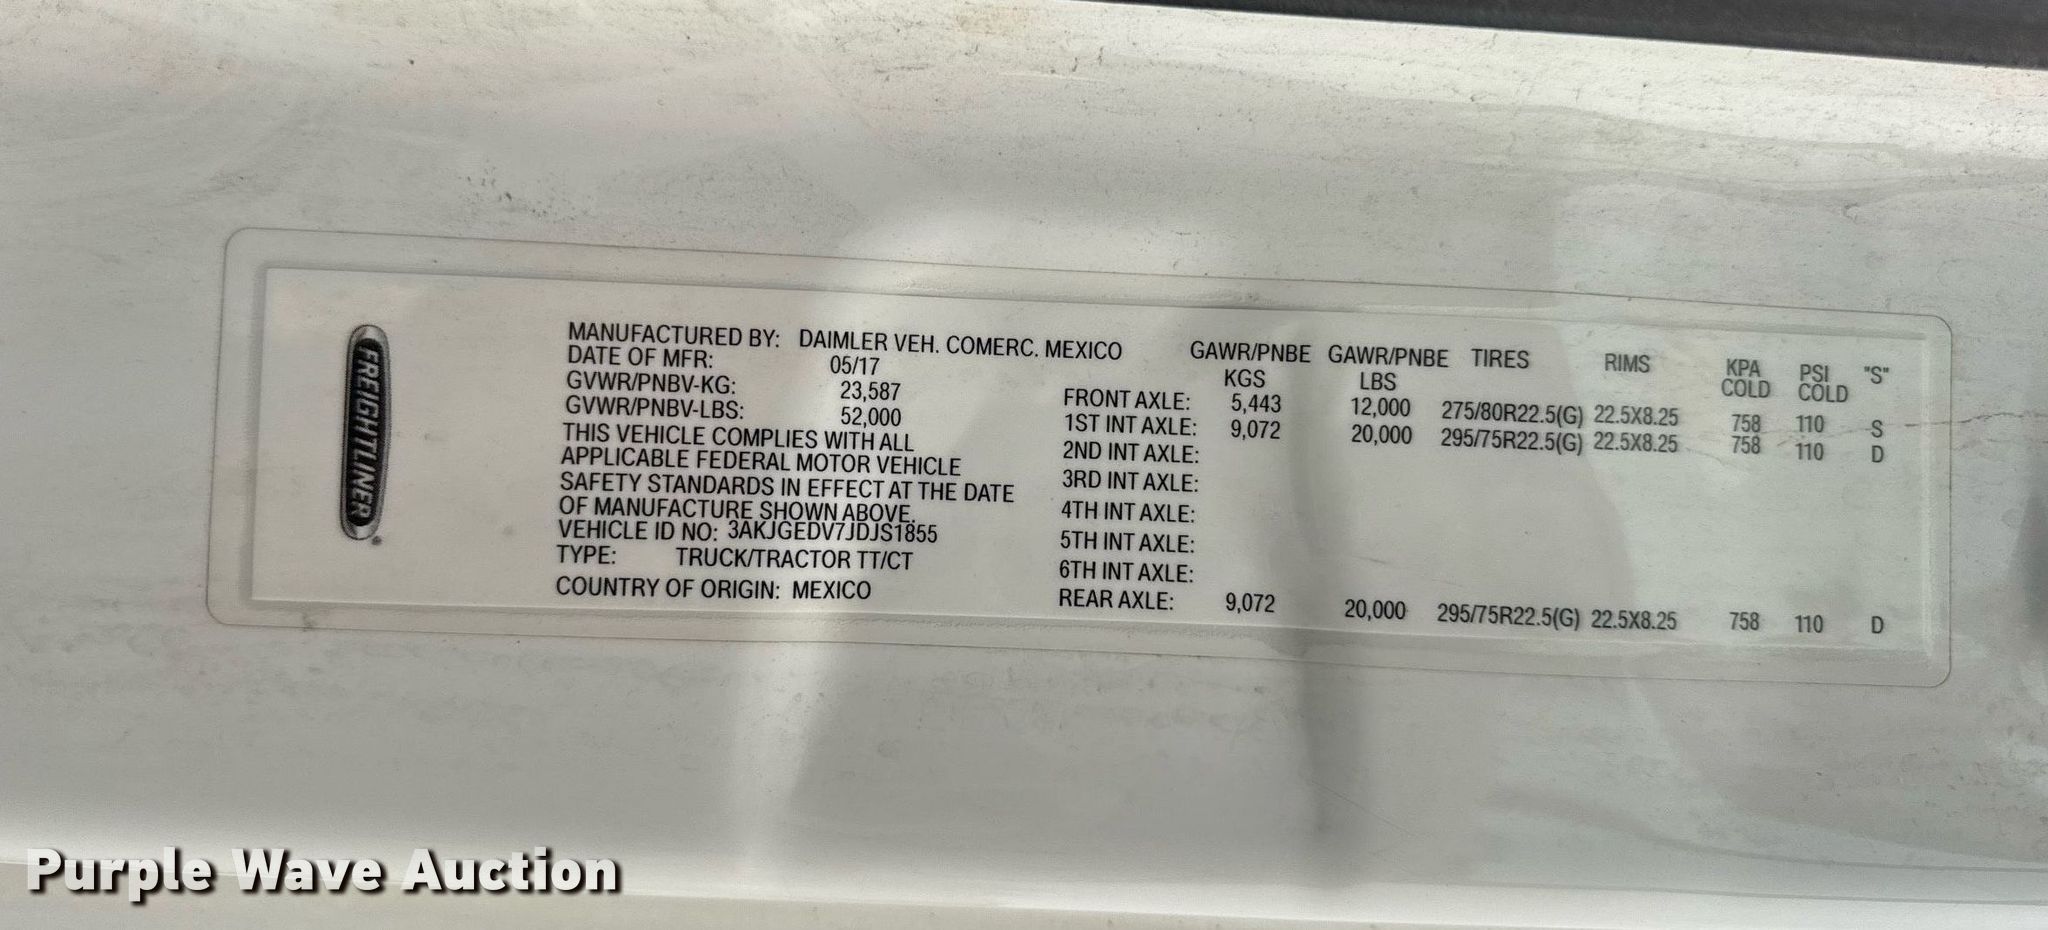 FREIGHTLINER
MANUFACTURED BY: DAIMLER VEH. COMERC. MEXICO
DATE OF MFR: 05/17
GVWR/PNBV-KG: 23,587
GVWR/PNBV-LBS: 52,000
THIS VEHICLE COMPLIES WITH ALL
APPLICABLE FEDERAL MOTOR VEHICLE
SAFETY STANDARDS IN EFFECT AT THE DATE
OF MANUFACTURE SHOWN ABOVE.
VEHICLE ID NO: 3AKJGEDV7JDJS1855
TYPE: TRUCK/TRACTOR TT/CT
COUNTRY OF ORIGIN: MEXICO
GAWR/PNBE GAWR/PNBE TIRES RIMS KPA PSI "S"
KGS LBS COLD COLD
FRONT AXLE: 5,443 12,000 275/80R22.5(G) 22.5X8.25 758 110 S
1ST INT AXLE: 9,072 20,000 295/75R22.5(G) 22.5X8.25 758 110 D
2ND INT AXLE:
3RD INT AXLE:
4TH INT AXLE:
5TH INT AXLE:
6TH INT AXLE:
REAR AXLE: 9,072 20,000 295/75R22.5(G) 22.5X8.25 758 110 D
Purple Wave Auction